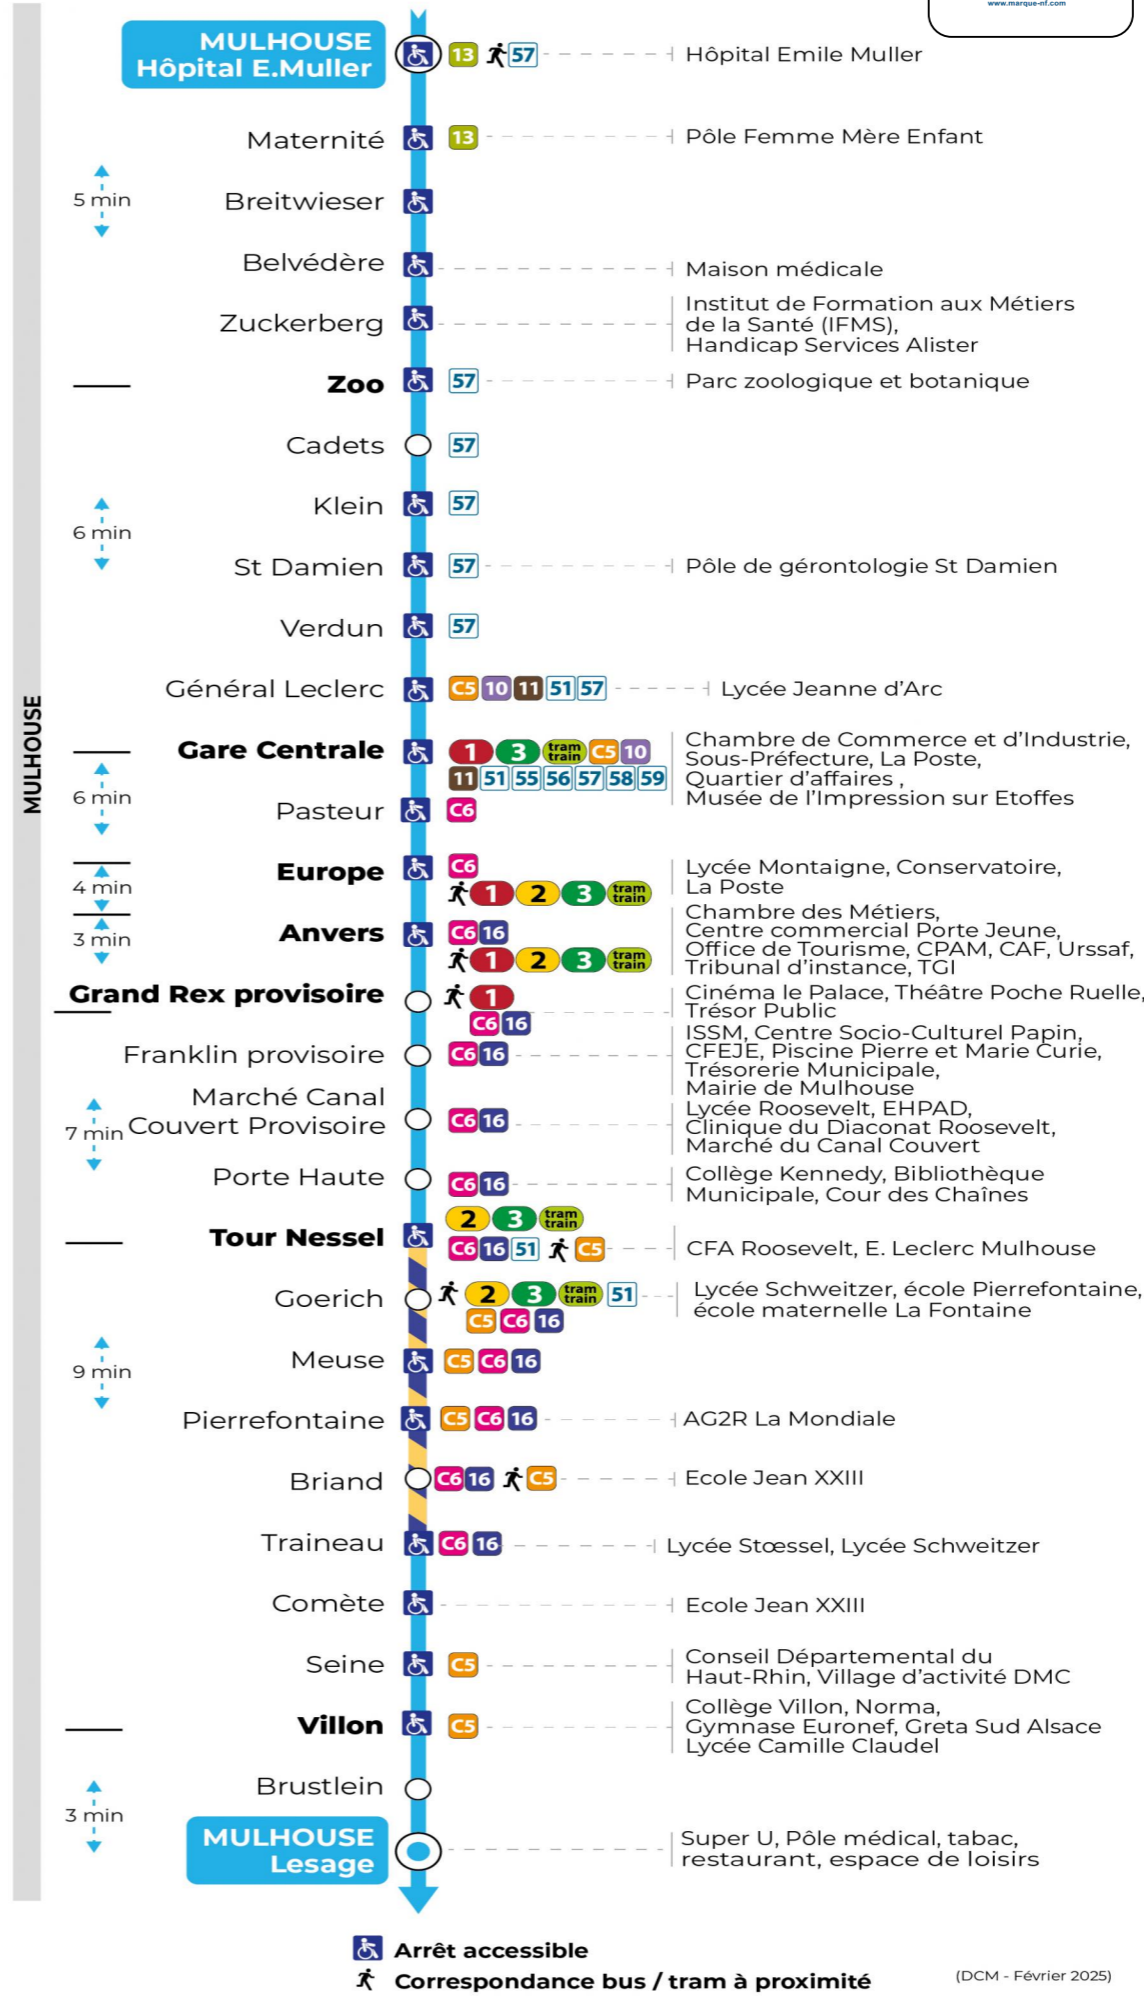 www.marque-nf.com
MULHOUSE
MULHOUSE
Hôpital E.Muller
13 57
Hôpital Emile Muller
Maternité
13
Pôle Femme Mère Enfant
5 min
Breitwieser
Belvédère
Maison médicale
Zuckerberg
Institut de Formation aux Métiers
de la Santé (IFMS),
Handicap Services Alister
Zoo
57
Parc zoologique et botanique
Cadets
57
Klein
57
6 min
St Damien
57
Pôle de gérontologie St Damien
Verdun
57
Général Leclerc
C5 10 11 51 57
Lycée Jeanne d’Arc
Gare Centrale
1 3 tram train C5 10
11 51 55 56 57 58 59
Chambre de Commerce et d’Industrie,
Sous-Préfecture, La Poste,
Quartier d’affaires ,
Musée de l’Impression sur Etoffes
6 min
Pasteur
C6
Europe
C6
1 2 3 tram train
Lycée Montaigne, Conservatoire,
La Poste
4 min
Anvers
C6 16
1 2 3 tram train
Chambre des Métiers,
Centre commercial Porte Jeune,
Office de Tourisme, CPAM, CAF, Urssaf,
Tribunal d’instance, TGI
3 min
Grand Rex provisoire
1
C6 16
Cinéma le Palace, Théâtre Poche Ruelle,
Trésor Public
Franklin provisoire
C6 16
ISSM, Centre Socio-Culturel Papin,
CFEJE, Piscine Pierre et Marie Curie,
Trésorerie Municipale,
Mairie de Mulhouse
7 min
Marché Canal
Couvert Provisoire
C6 16
Lycée Roosevelt, EHPAD,
Clinique du Diaconat Roosevelt,
Marché du Canal Couvert
Porte Haute
C6 16
Collège Kennedy, Bibliothèque
Municipale, Cour des Chaînes
Tour Nessel
2 3 tram train
C6 16 51 C5
CFA Roosevelt, E. Leclerc Mulhouse
Goerich
2 3 tram train 51
C5 C6 16
Lycée Schweitzer, école Pierrefontaine,
école maternelle La Fontaine
9 min
Meuse
C5 C6 16
Pierrefontaine
C5 C6 16
AG2R La Mondiale
Briand
C6 16 C5
Ecole Jean XXIII
Traineau
C6 16
Lycée Stœssel, Lycée Schweitzer
Comète
Ecole Jean XXIII
Seine
C5
Conseil Départemental du
Haut-Rhin, Village d’activité DMC
Villon
C5
Collège Villon, Norma,
Gymnase Euronef, Greta Sud Alsace
Lycée Camille Claudel
Brustlein
3 min
MULHOUSE
Lesage
Super U, Pôle médical, tabac,
restaurant, espace de loisirs
Arrêt accessible
Correspondance bus / tram à proximité
(DCM - Février 2025)